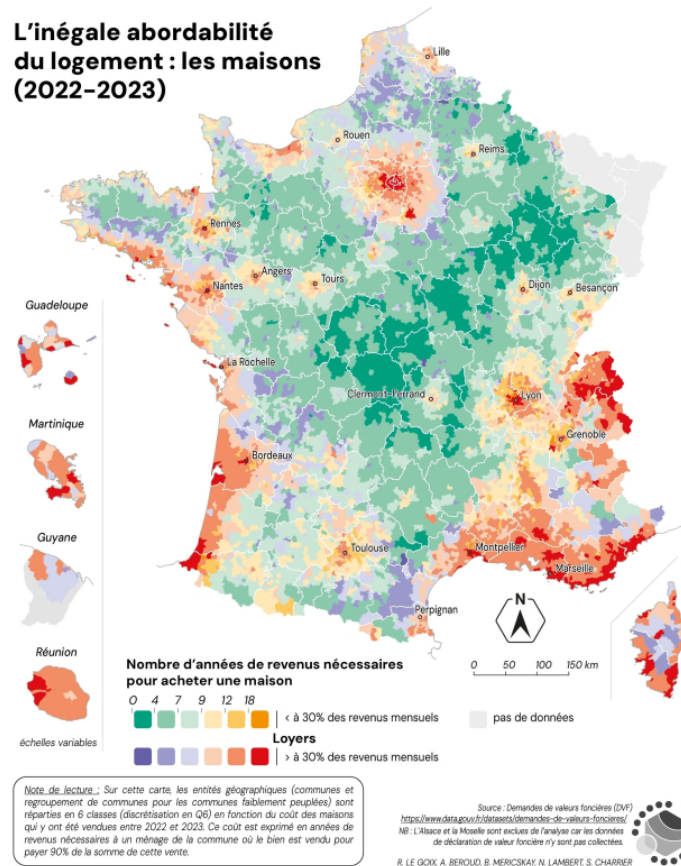 L'inégale abordabilité
du logement : les maisons
(2022-2023)
Lille
Rouen
Reims
Rennes
Angers
Tours
Nantes
Dijon
Besançon
Guadeloupe
La Rochelle
Clermont-Ferrand
Lyon
Martinique
Grenoble
Bordeaux
Guyane
Toulouse
Montpellier
Marseille
Perpignan
N
Réunion
échelles variables
0 75 150 km
Nombre d'années de revenus nécessaires
pour acheter une maison
0 4 7 9 12 18
< à 30% des revenus mensuels
pas de données
Loyers
> à 30% des revenus mensuels
Note de lecture : Sur cette carte, les entités géographiques (communes et
regroupement de communes pour les communes faiblement peuplées) sont
réparties en 6 classes (discrétisation en Q6) en fonction du coût des maisons
qui y ont été vendues entre 2022 et 2023. Ce coût est exprimé en années de
revenus nécessaires à un ménage de la commune où le bien est vendu pour
payer 90% de la somme de cette vente.
Source : Demandes de valeurs foncières (DVF)
https://www.data.gouv.fr/datasets/demandes-de-valeurs-foncieres/
NB : L'Alsace et la Moselle sont exclues de l'analyse car les données
de déclaration de valeur foncière n'y sont pas collectées.
R. LE GOIX, A. BEROUD, B. MERICSKAY, N. LAMBERT, S. CHARRIER